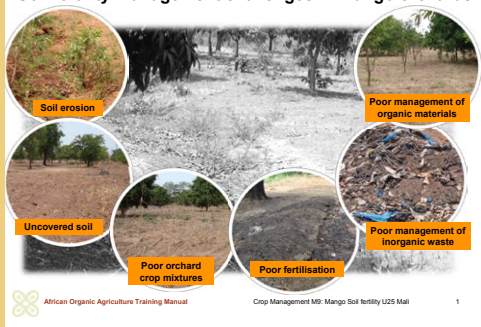 Soil erosion
Poor management of
organic materials
Uncovered soil
Poor management of
inorganic waste
Poor orchard
crop mixtures
Poor fertilisation
African Organic Agriculture Training Manual
Crop Management M9: Mango Soil fertility U25 Mali
1